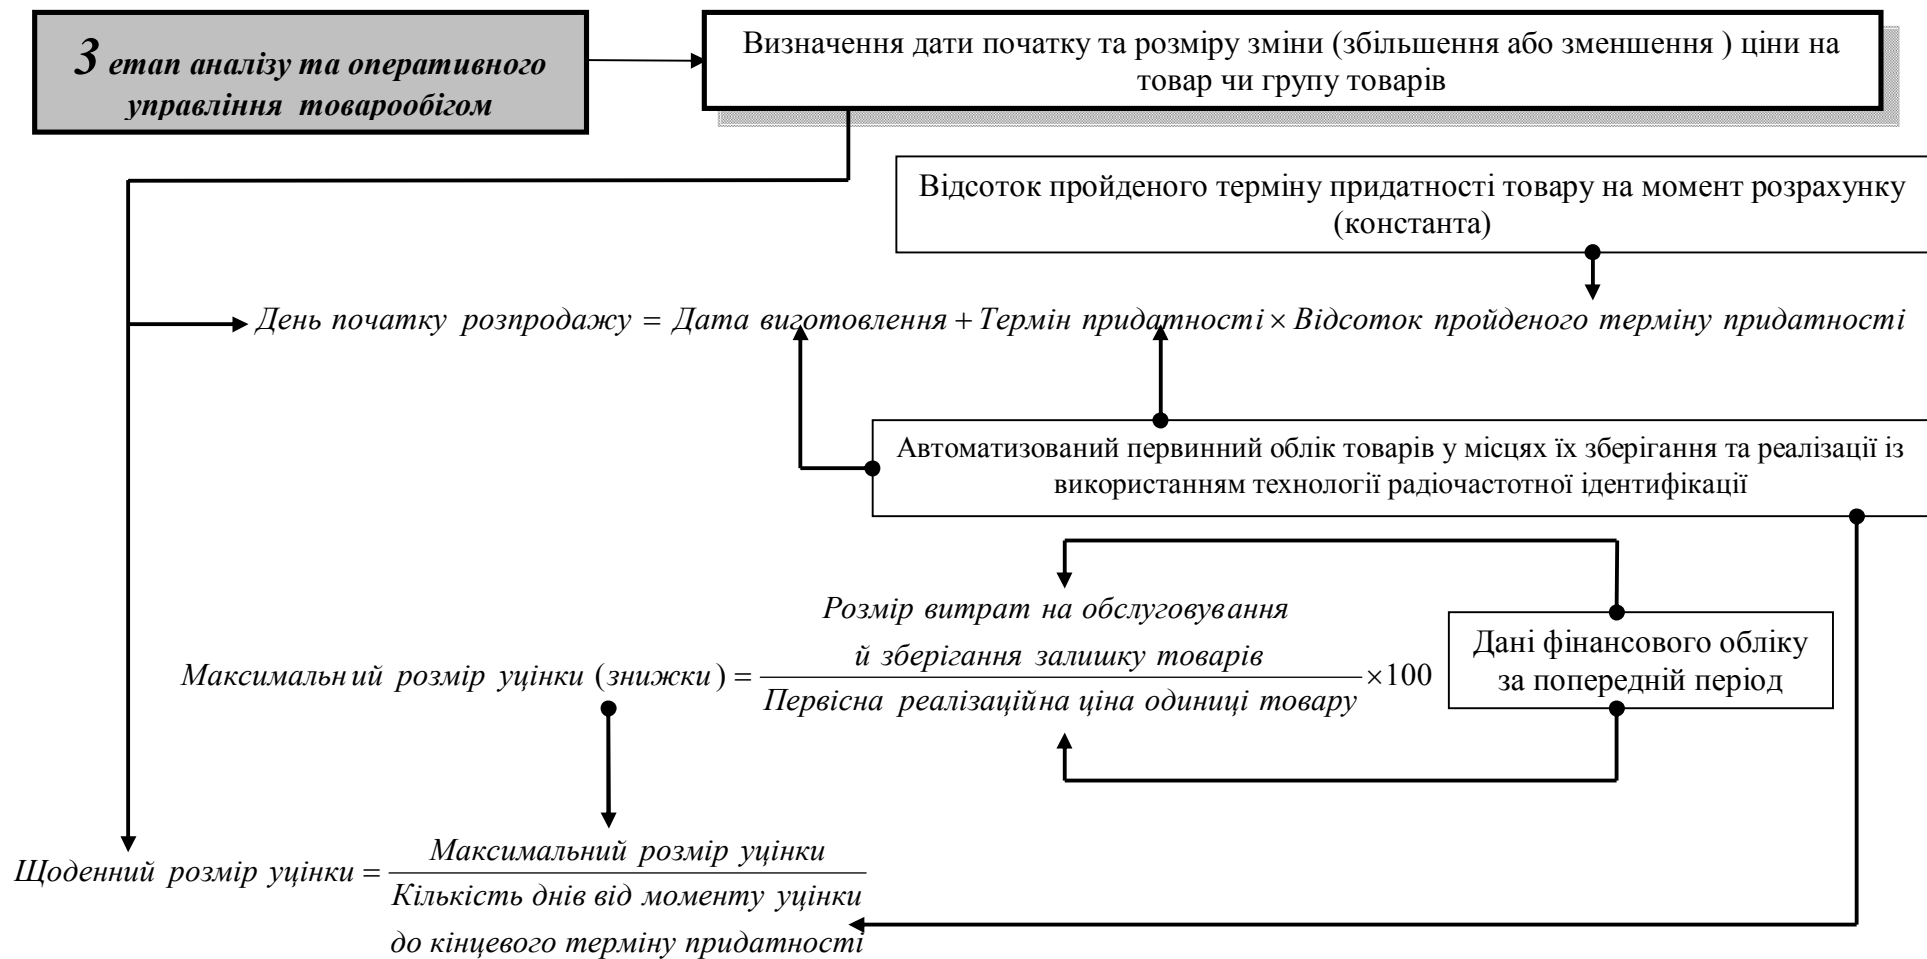 3 етап аналізу та оперативного
управління товарообігом
Визначення дати початку та розміру зміни (збільшення або зменшення ) ціни на
товар чи групу товарів
Відсоток пройденого терміну придатності товару на момент розрахунку
(константа)
День початку розпродажу = Дата виготовлення + Термін придатності × Відсоток пройденого терміну придатності
Автоматизований первинний облік товарів у місцях їх зберігання та реалізації із
використанням технології радіочастотної ідентифікації
Розмір витрат на обслуговування
й зберігання залишку товарів
Максимальний розмір уцінки (знижки) = ×100
Первісна реалізаційна ціна одиниці товару
Дані фінансового обліку
за попередній період
Максимальний розмір уцінки
Щоденний розмір уцінки =
Кількість днів від моменту уцінки
до кінцевого терміну придатності